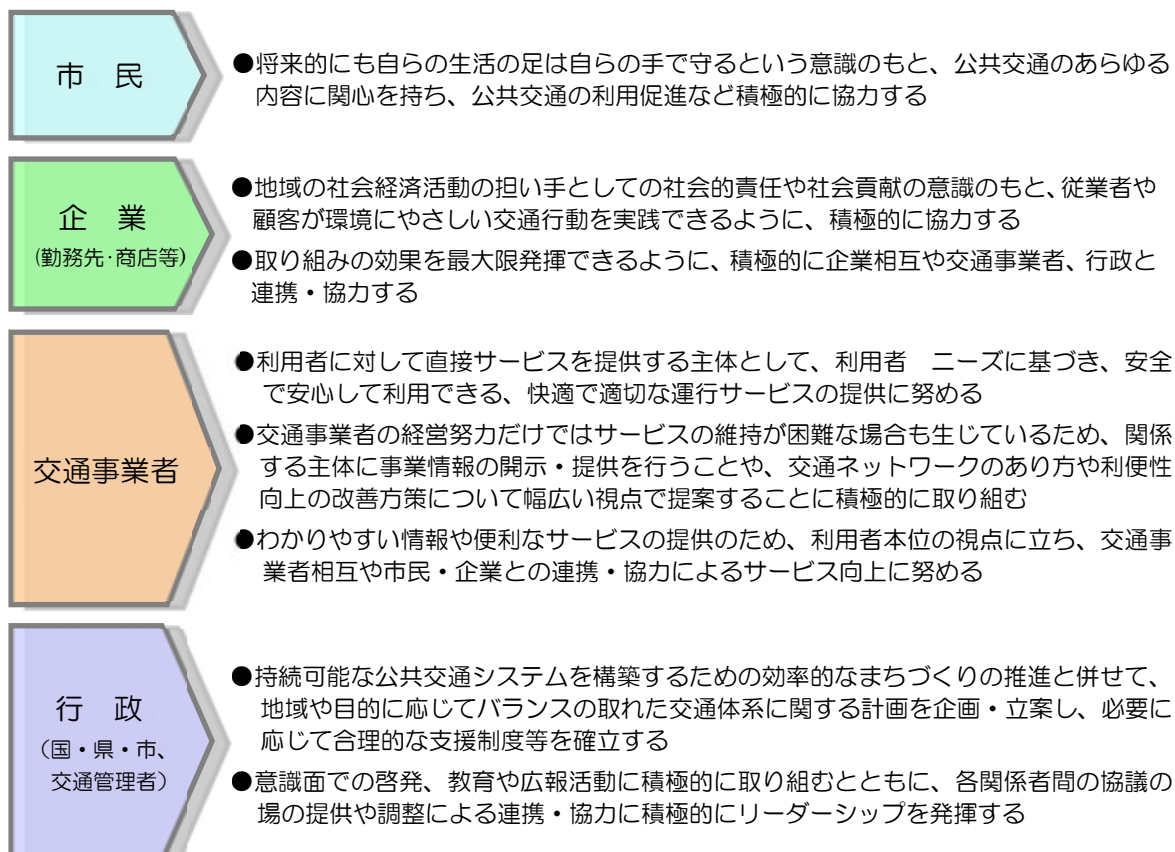 市　民
●将来的にも自らの生活の足は自らの手で守るという意識のもと、公共交通のあらゆる
内容に関心を持ち、公共交通の利用促進など積極的に協力する
企　業
(勤務先・商店等)
●地域の社会経済活動の担い手としての社会的責任や社会貢献の意識のもと、従業者や
顧客が環境にやさしい交通行動を実践できるように、積極的に協力する
●取り組みの効果を最大限発揮できるように、積極的に企業相互や交通事業者、行政と
連携・協力する
交通事業者
●利用者に対して直接サービスを提供する主体として、利用者　ニーズに基づき、安全
で安心して利用できる、快適で適切な運行サービスの提供に努める
●交通事業者の経営努力だけではサービスの維持が困難な場合も生じているため、関係
する主体に事業情報の開示・提供を行うことや、交通ネットワークのあり方や利便性
向上の改善方策について幅広い視点で提案することに積極的に取り組む
●わかりやすい情報や便利なサービスの提供のため、利用者本位の視点に立ち、交通事
業者相互や市民・企業との連携・協力によるサービス向上に努める
行　政
（国・県・市、
交通管理者）
●持続可能な公共交通システムを構築するための効率的なまちづくりの推進と併せて、
地域や目的に応じてバランスの取れた交通体系に関する計画を企画・立案し、必要に
応じて合理的な支援制度等を確立する
●意識面での啓発、教育や広報活動に積極的に取り組むとともに、各関係者間の協議の
場の提供や調整による連携・協力に積極的にリーダーシップを発揮する